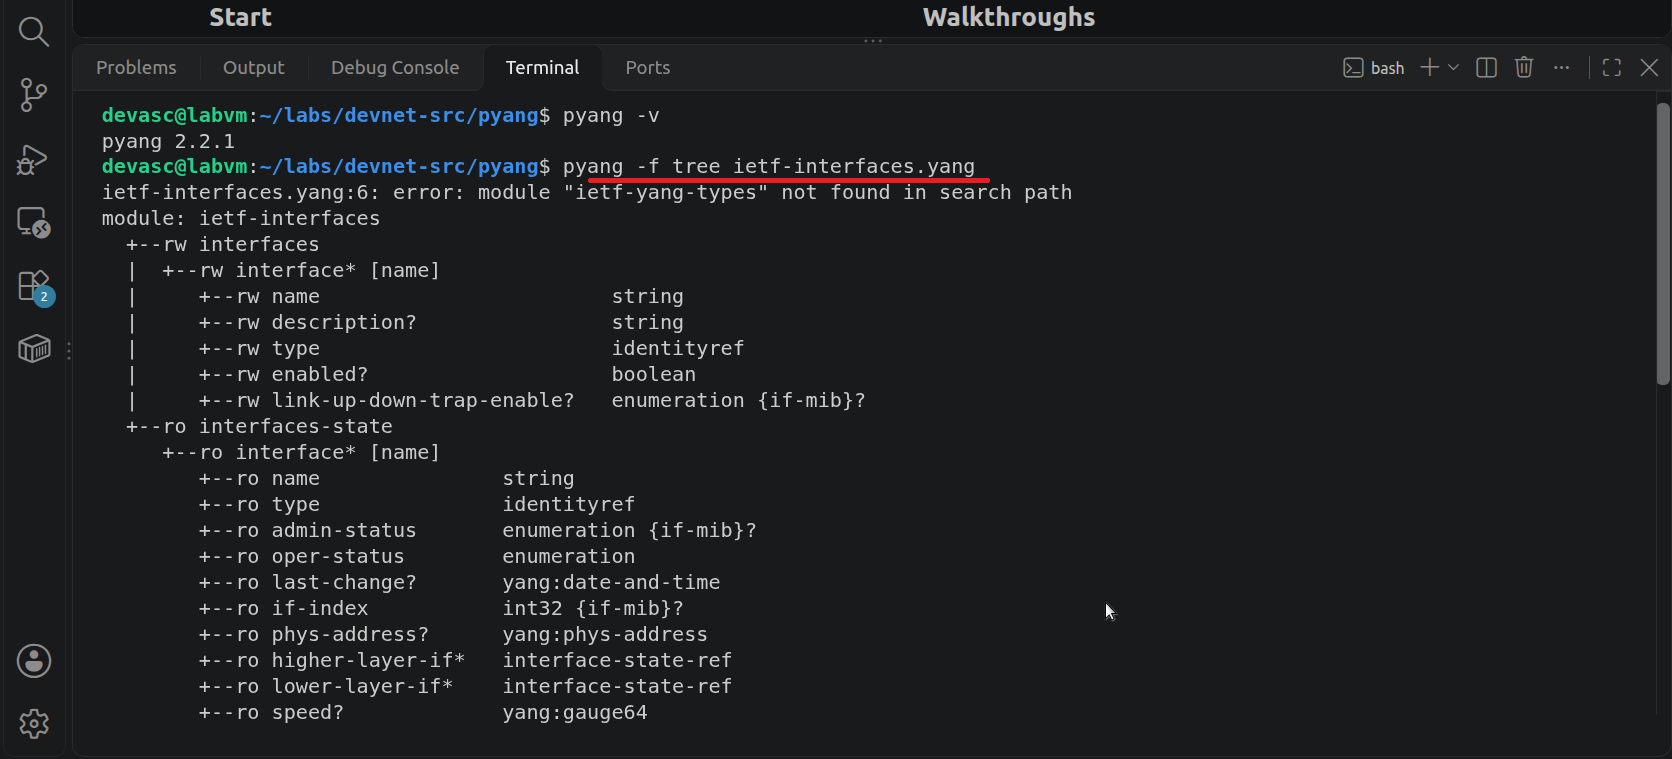 Start Walkthroughs
Problems Output Debug Console Terminal Ports bash
devasc@labvm:~/labs/devnet-src/pyang$ pyang -v
pyang 2.2.1
devasc@labvm:~/labs/devnet-src/pyang$ pyang -f tree ietf-interfaces.yang
ietf-interfaces.yang:6: error: module "ietf-yang-types" not found in search path
module: ietf-interfaces
  +--rw interfaces
  |  +--rw interface* [name]
  |     +--rw name                        string
  |     +--rw description?                string
  |     +--rw type                        identityref
  |     +--rw enabled?                    boolean
  |     +--rw link-up-down-trap-enable?   enumeration {if-mib}?
  +--ro interfaces-state
     +--ro interface* [name]
        +--ro name               string
        +--ro type               identityref
        +--ro admin-status       enumeration {if-mib}?
        +--ro oper-status        enumeration
        +--ro last-change?       yang:date-and-time
        +--ro if-index           int32 {if-mib}?
        +--ro phys-address?      yang:phys-address
        +--ro higher-layer-if*   interface-state-ref
        +--ro lower-layer-if*    interface-state-ref
        +--ro speed?             yang:gauge64
2